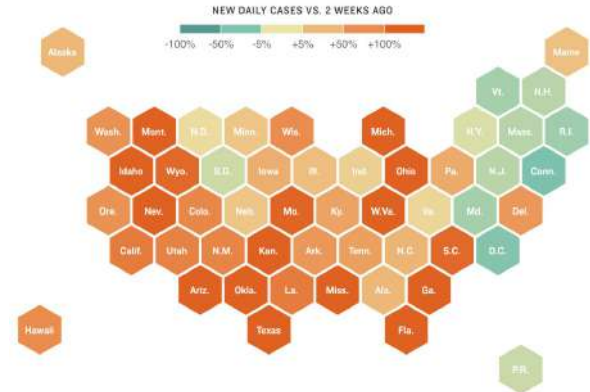 NEW DAILY CASES VS. 2 WEEKS AGO
-100% -50% -5% +5% +50% +100%
Alaska Maine
Vt. N.H.
Wash. Mont. N.D. Minn. Wis. Mich. N.Y. Mass. R.I.
Idaho Wyo. S.D. Iowa Ill. Ind. Ohio Pa. N.J. Conn.
Ore. Nev. Colo. Neb. Mo. Ky. W.Va. Va. Md. Del.
Calif. Utah N.M. Kan. Ark. Tenn. N.C. S.C. D.C.
Ariz. Okla. La. Miss. Ala. Ga.
Hawaii Texas Fla.
P.R.